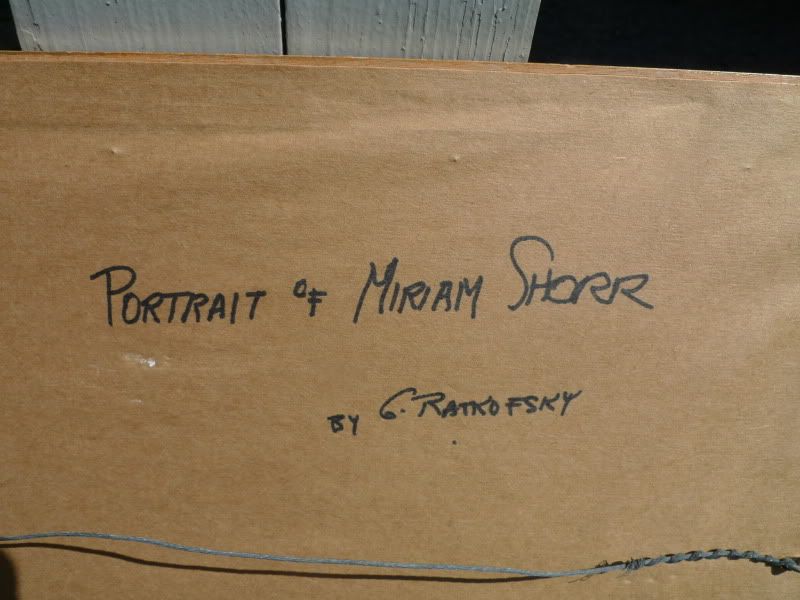 PORTRAIT OF MIRIAM SHORR
BY G. RATKOFSKY